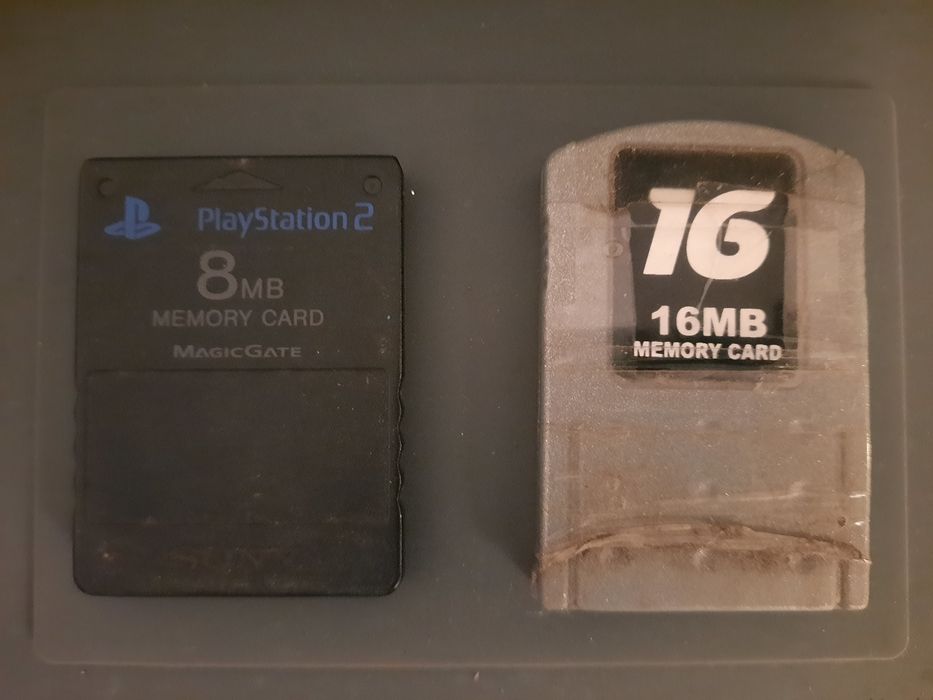 PlayStation 2
8MB
MEMORY CARD
MAGICGATE
16
16MB
MEMORY CARD